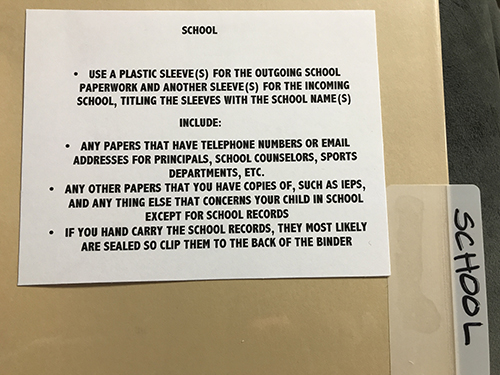 SCHOOL
• USE A PLASTIC SLEEVE(S) FOR THE OUTGOING SCHOOL
PAPERWORK AND ANOTHER SLEEVE(S) FOR THE INCOMING
SCHOOL, TITLING THE SLEEVES WITH THE SCHOOL NAME(S)
INCLUDE:
• ANY PAPERS THAT HAVE TELEPHONE NUMBERS OR EMAIL
ADDRESSES FOR PRINCIPALS, SCHOOL COUNSELORS, SPORTS
DEPARTMENTS, ETC.
• ANY OTHER PAPERS THAT YOU HAVE COPIES OF, SUCH AS IEPS,
AND ANY THING ELSE THAT CONCERNS YOUR CHILD IN SCHOOL
EXCEPT FOR SCHOOL RECORDS
• IF YOU HAND CARRY THE SCHOOL RECORDS, THEY MOST LIKELY
ARE SEALED SO CLIP THEM TO THE BACK OF THE BINDER
SCHOOL